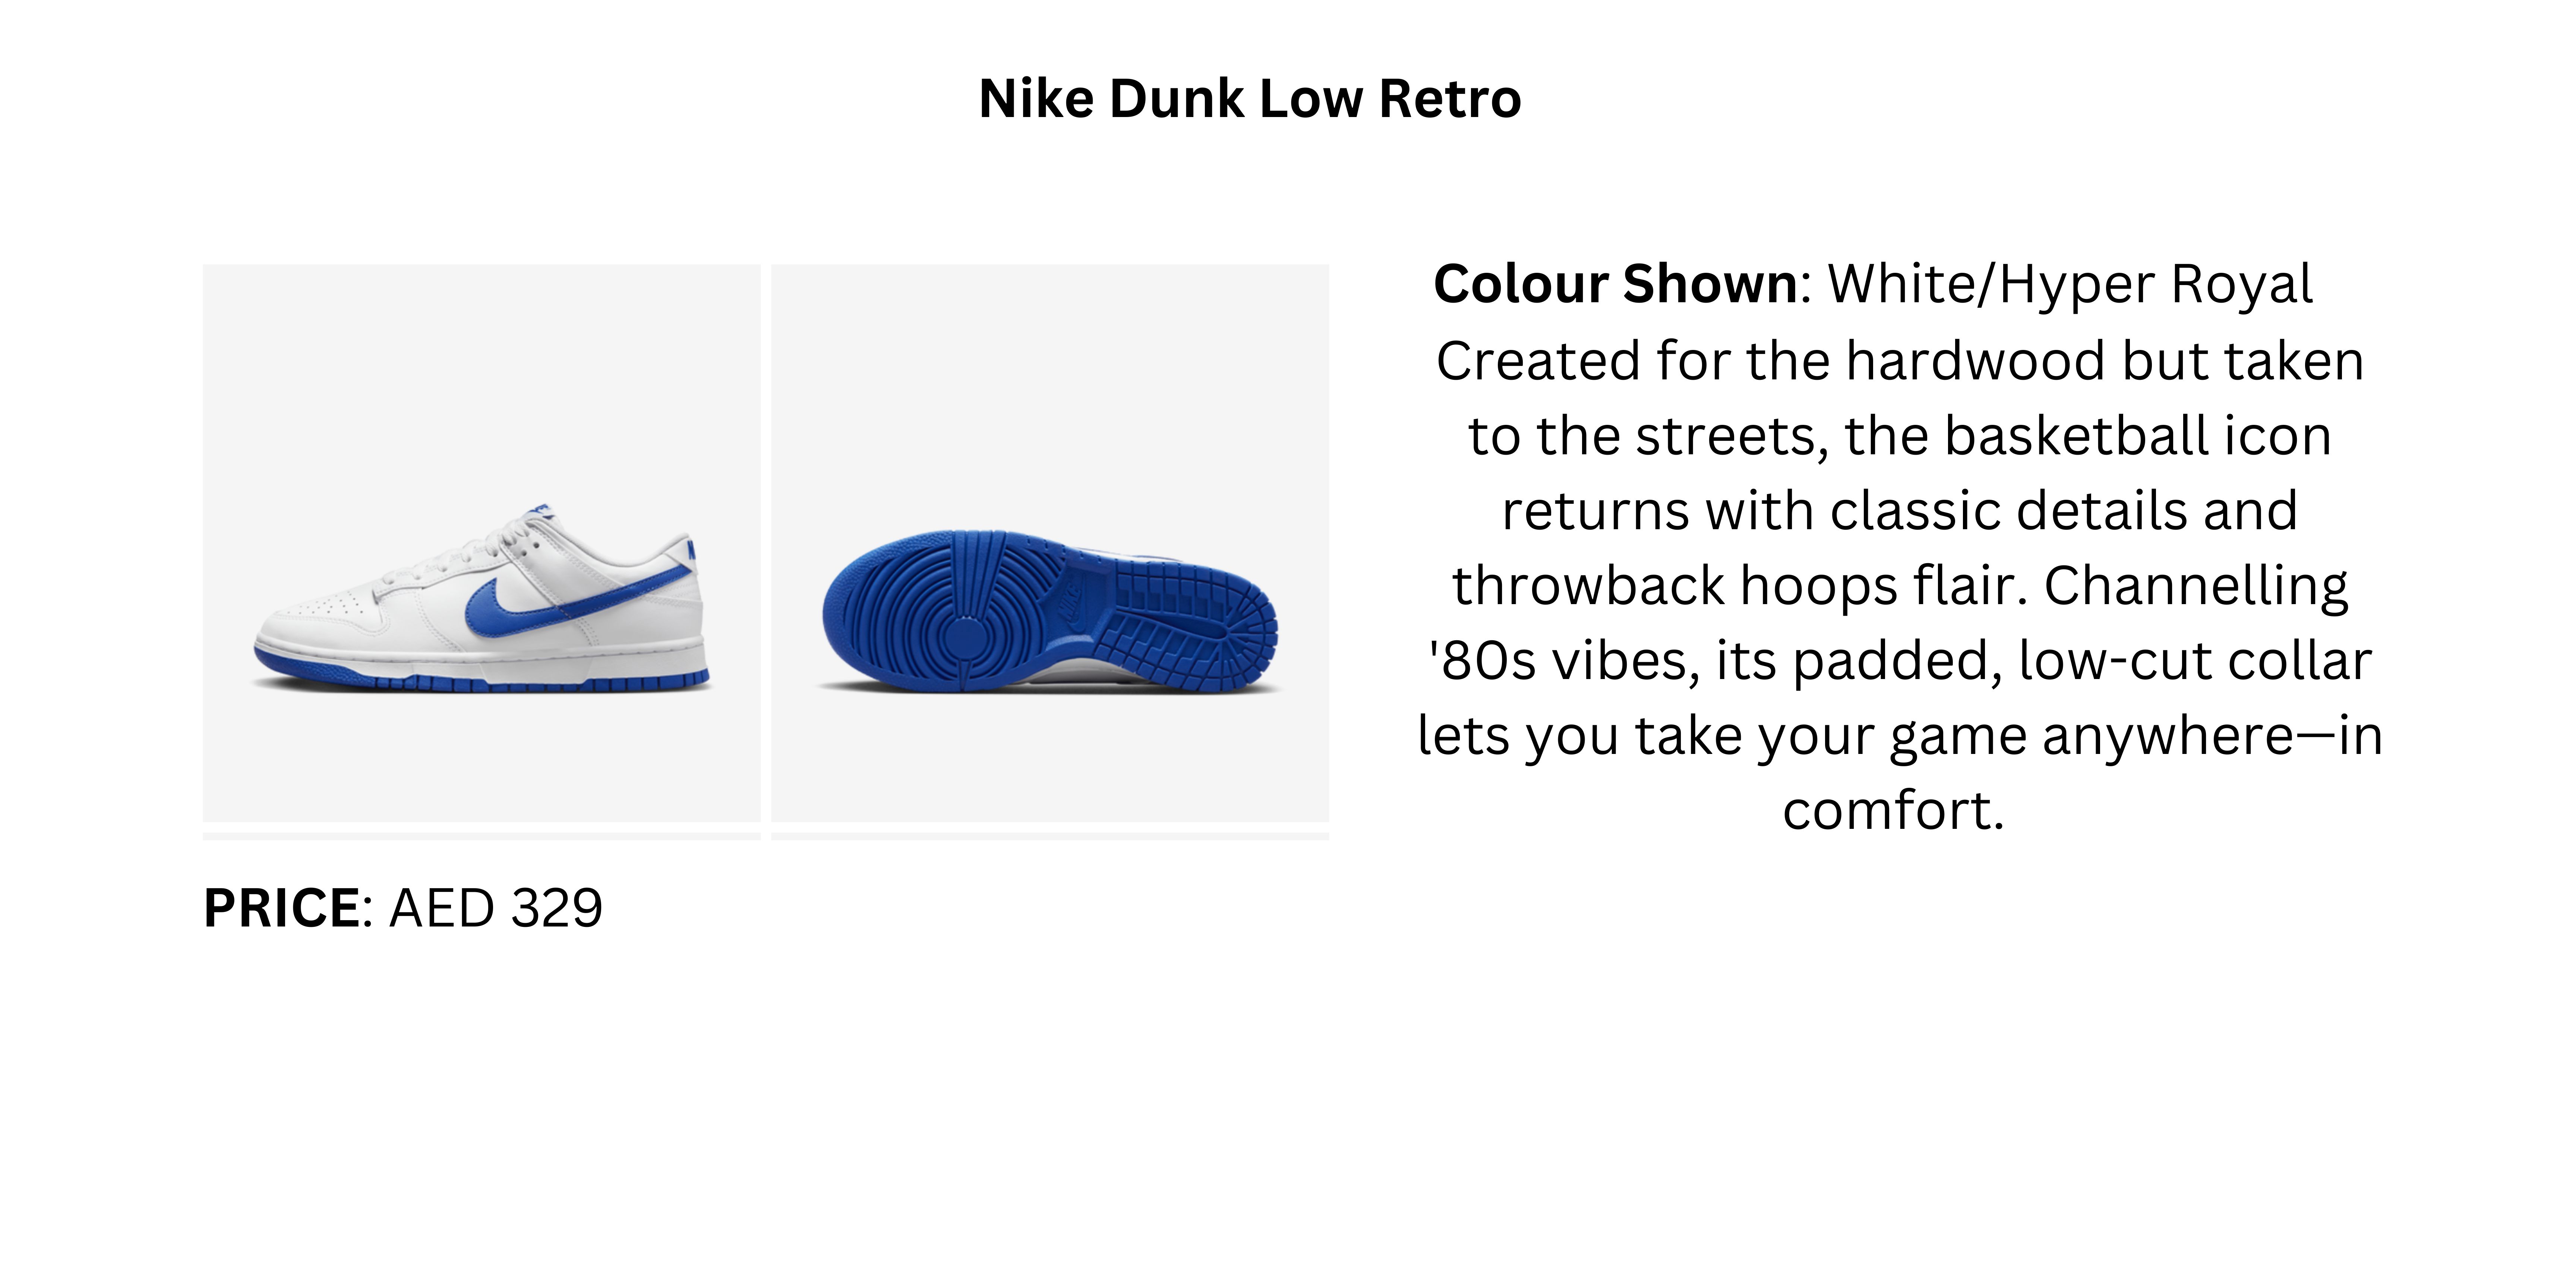 Nike Dunk Low Retro
Colour Shown: White/Hyper Royal
Created for the hardwood but taken
to the streets, the basketball icon
returns with classic details and
throwback hoops flair. Channelling
'80s vibes, its padded, low-cut collar
lets you take your game anywhere—in
comfort.
PRICE: AED 329